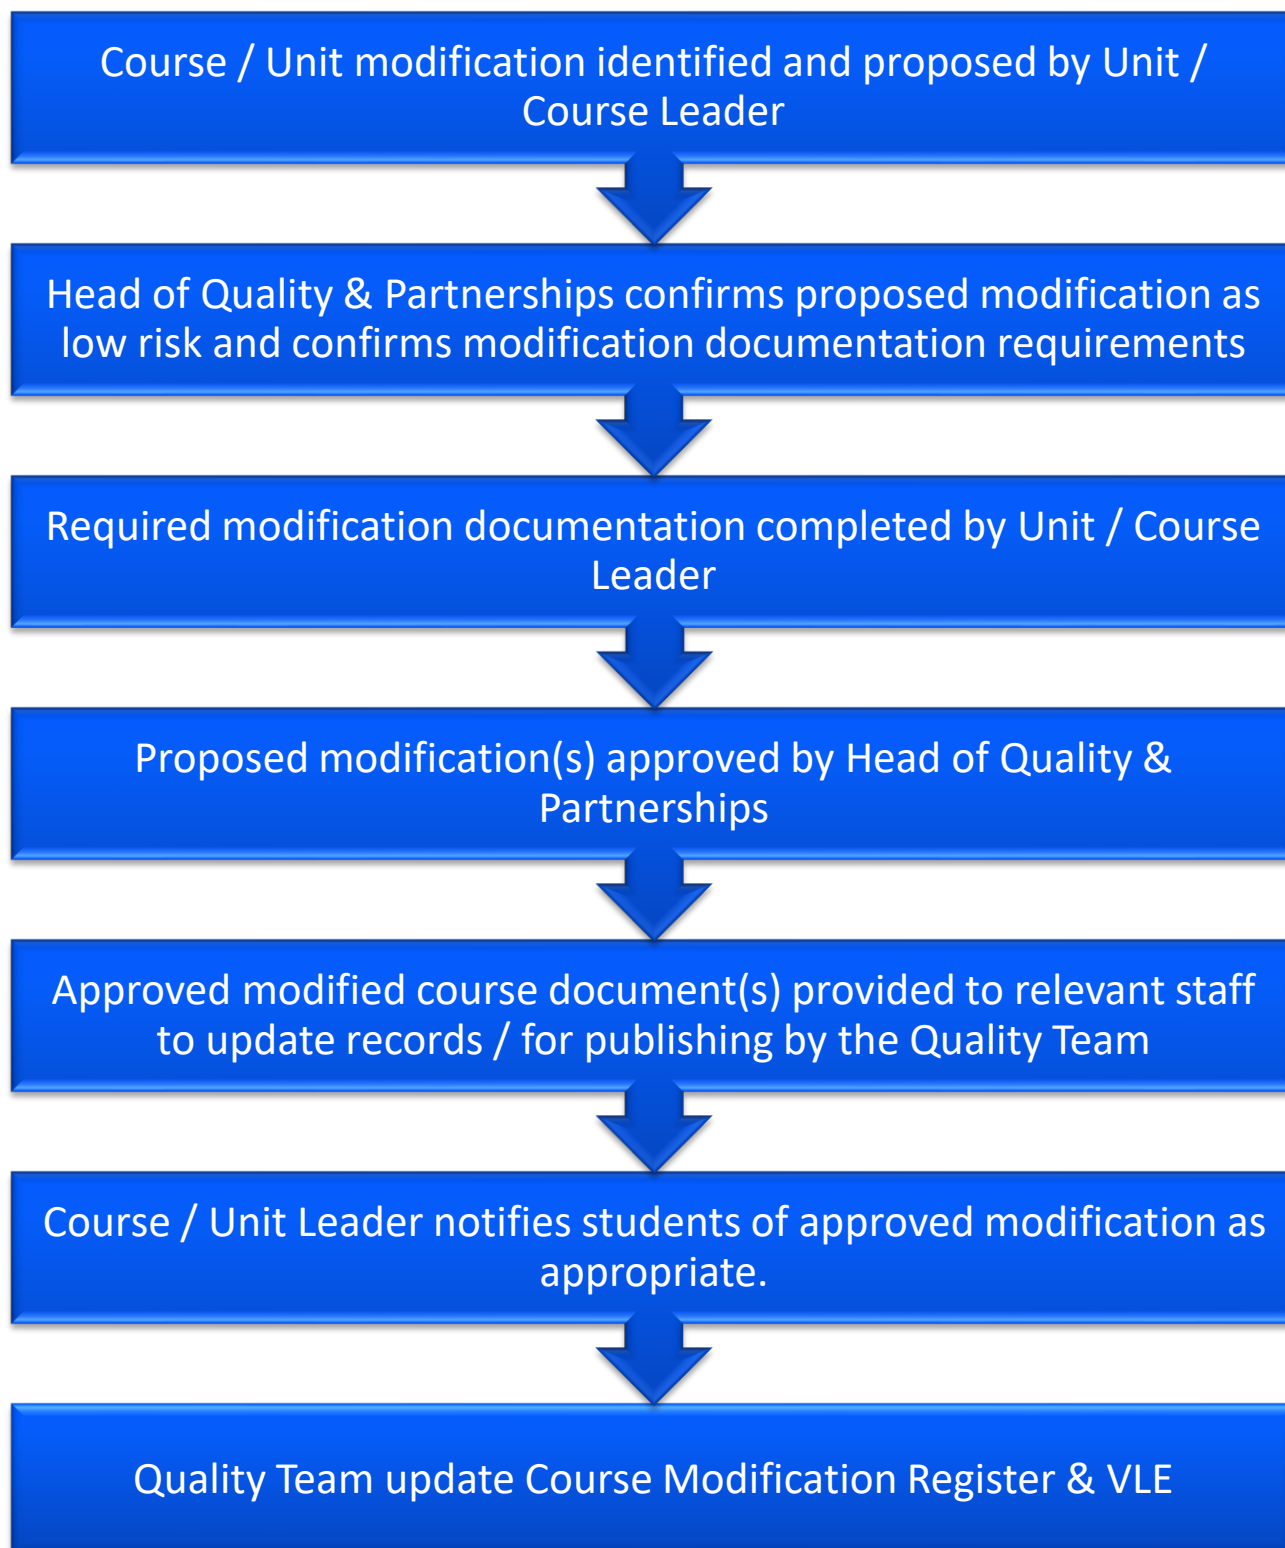 Course / Unit modification identified and proposed by Unit /
Course Leader
Head of Quality & Partnerships confirms proposed modification as
low risk and confirms modification documentation requirements
Required modification documentation completed by Unit / Course
Leader
Proposed modification(s) approved by Head of Quality &
Partnerships
Approved modified course document(s) provided to relevant staff
to update records / for publishing by the Quality Team
Course / Unit Leader notifies students of approved modification as
appropriate.
Quality Team update Course Modification Register & VLE